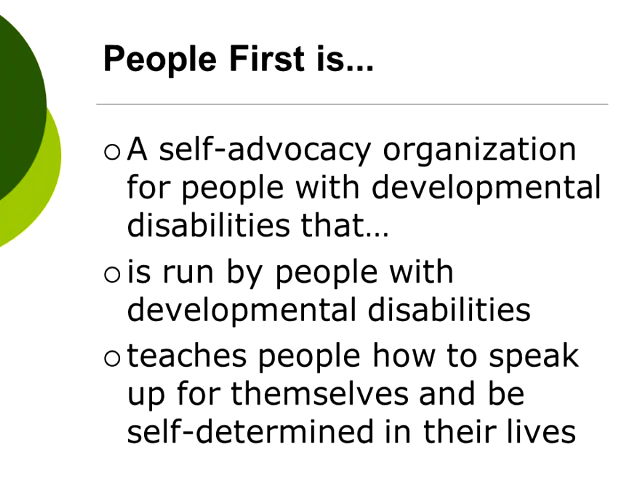 People First is...
A self-advocacy organization
for people with developmental
disabilities that…
is run by people with
developmental disabilities
teaches people how to speak
up for themselves and be
self-determined in their lives